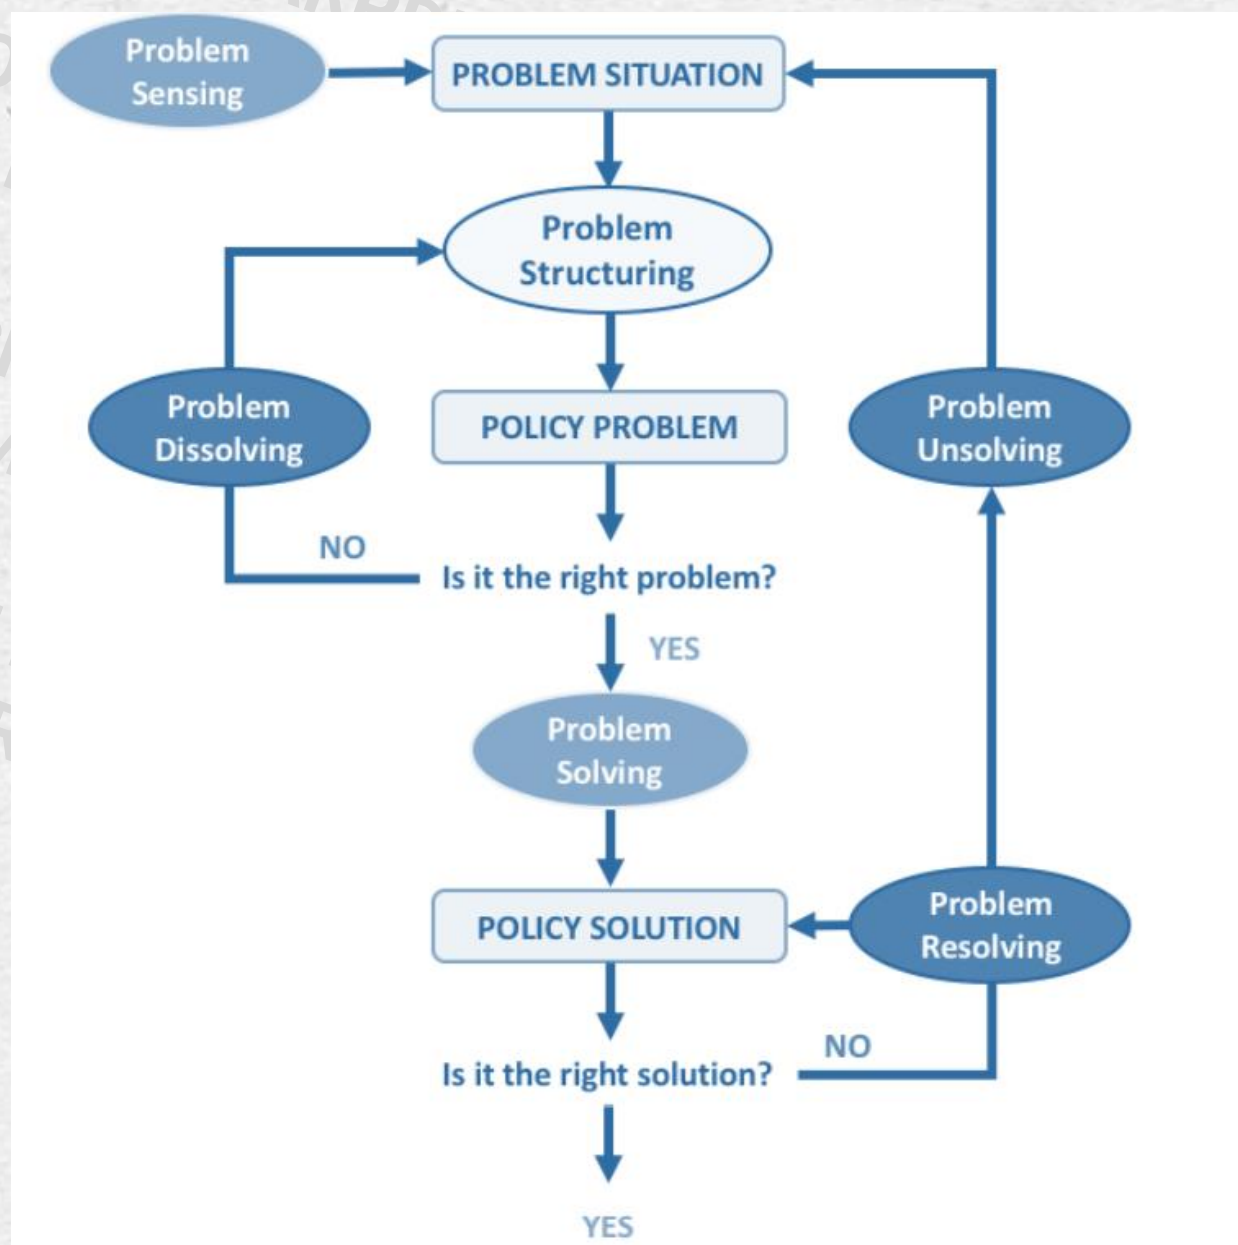 Problem
Sensing
PROBLEM SITUATION
Problem
Structuring
Problem
Dissolving
POLICY PROBLEM
Problem
Unsolving
NO
Is it the right problem?
YES
Problem
Solving
POLICY SOLUTION
Problem
Resolving
Is it the right solution?
NO
YES